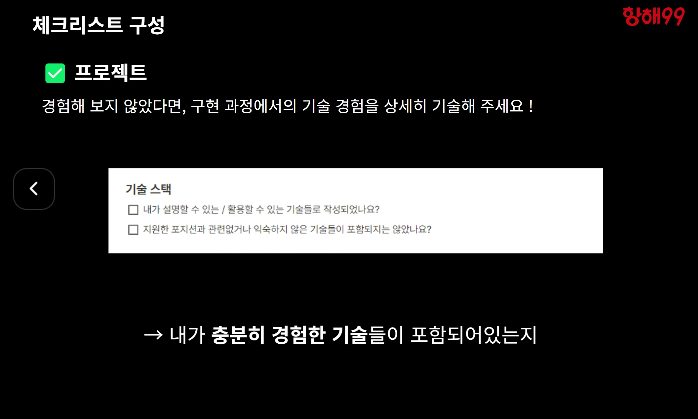 체크리스트 구성
항해99
✅ 프로젝트
경험해 보지 않았다면, 구현 과정에서의 기술 경험을 상세히 기술해 주세요 !
기술 스택
내가 설명할 수 있는 / 활용할 수 있는 기술들로 작성되었나요?
지원한 포지션과 관련없거나 익숙하지 않은 기술들이 포함되지는 않았나요?
→ 내가 충분히 경험한 기술들이 포함되어있는지